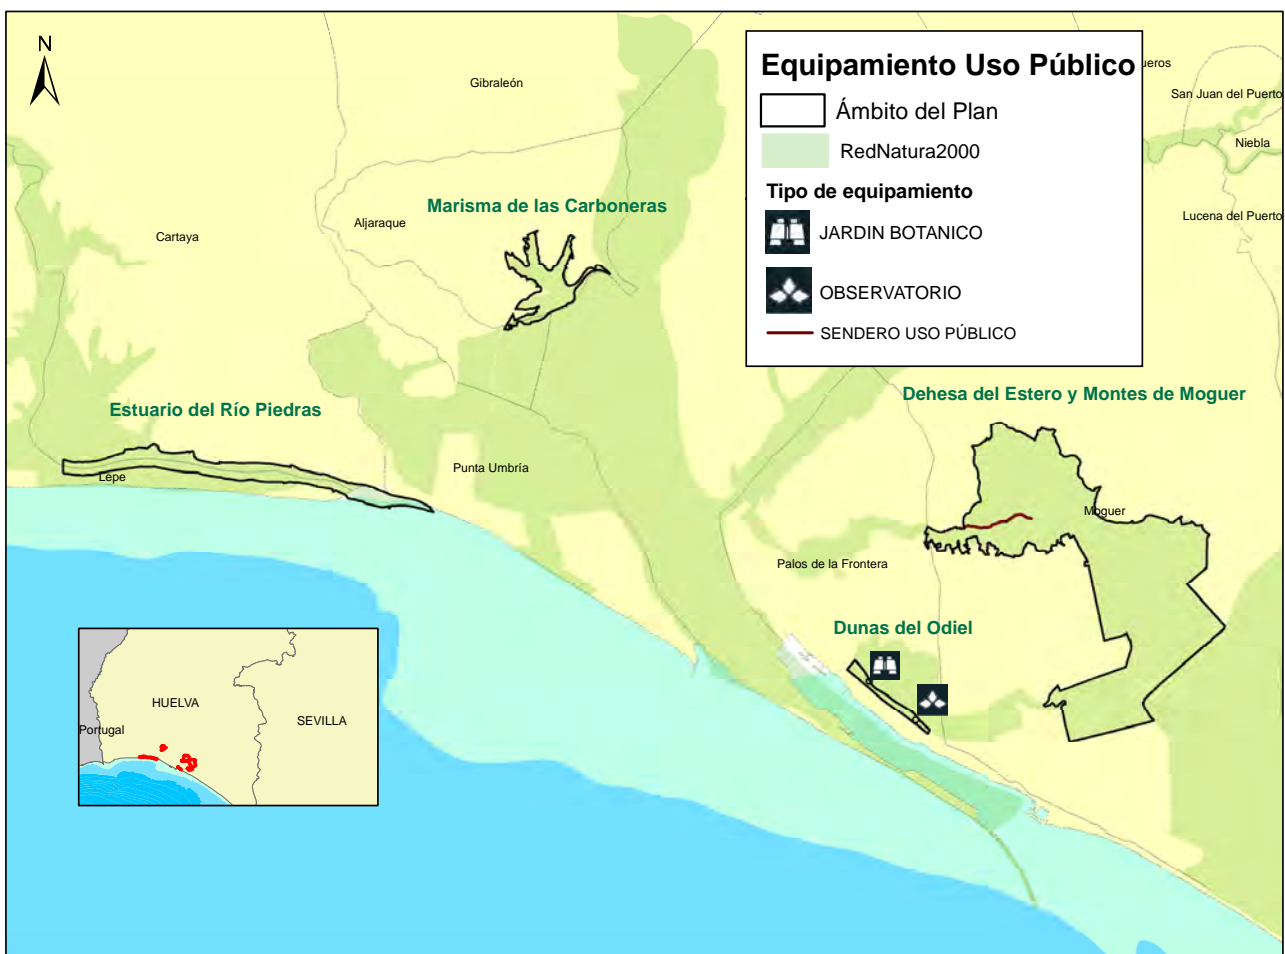 N
Gibraleón
Equipamiento Uso Público
ueros
San Juan del Puerto
Ámbito del Plan
Niebla
RedNatura2000
Tipo de equipamiento
Marisma de las Carboneras
Lucena del Puerto
Aljaraque
Cartaya
JARDIN BOTANICO
OBSERVATORIO
SENDERO USO PÚBLICO
Dehesa del Estero y Montes de Moguer
Estuario del Río Piedras
Punta Umbría
Lepe
Moguer
Palos de la Frontera
Dunas del Odiel
HUELVA
SEVILLA
Portugal